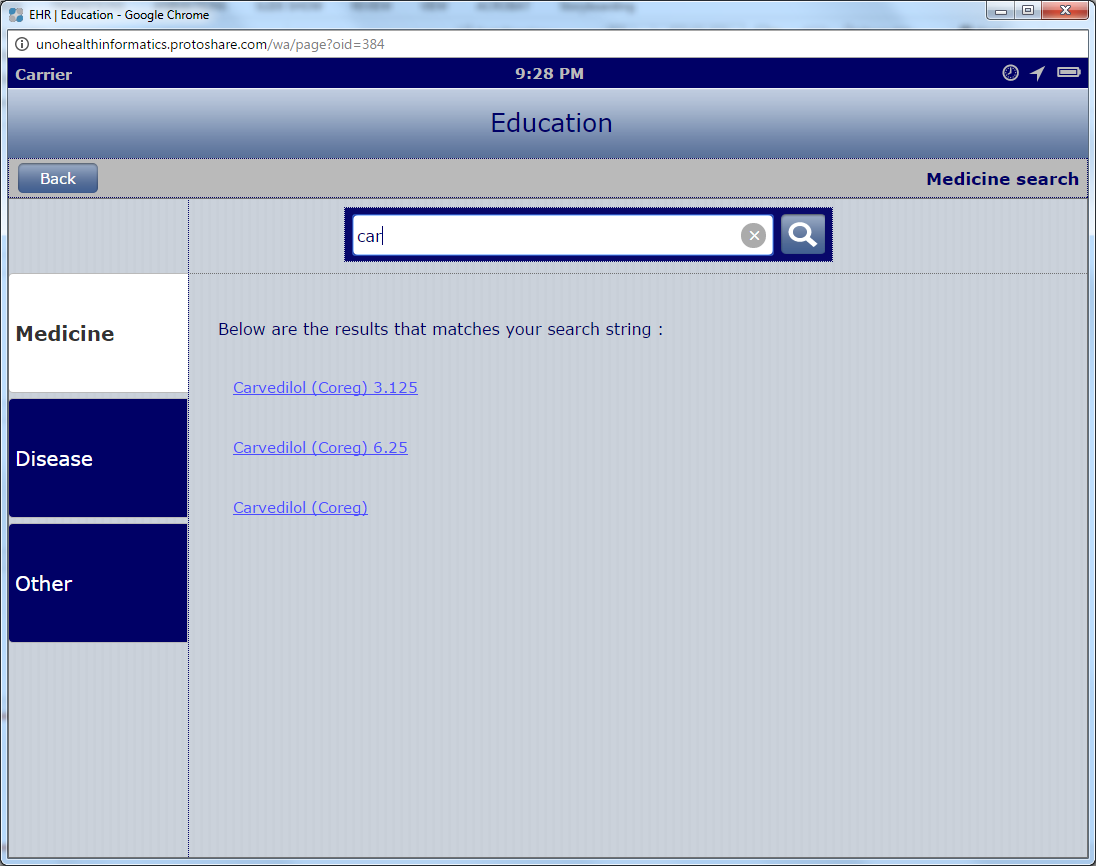 EHR | Education - Google Chrome
unohealthinformatics.protoshare.com/wa/page?oid=384
Carrier 9:28 PM
Education
Back Medicine search
car
Medicine
Disease
Other
Below are the results that matches your search string :
Carvedilol (Coreg) 3.125
Carvedilol (Coreg) 6.25
Carvedilol (Coreg)